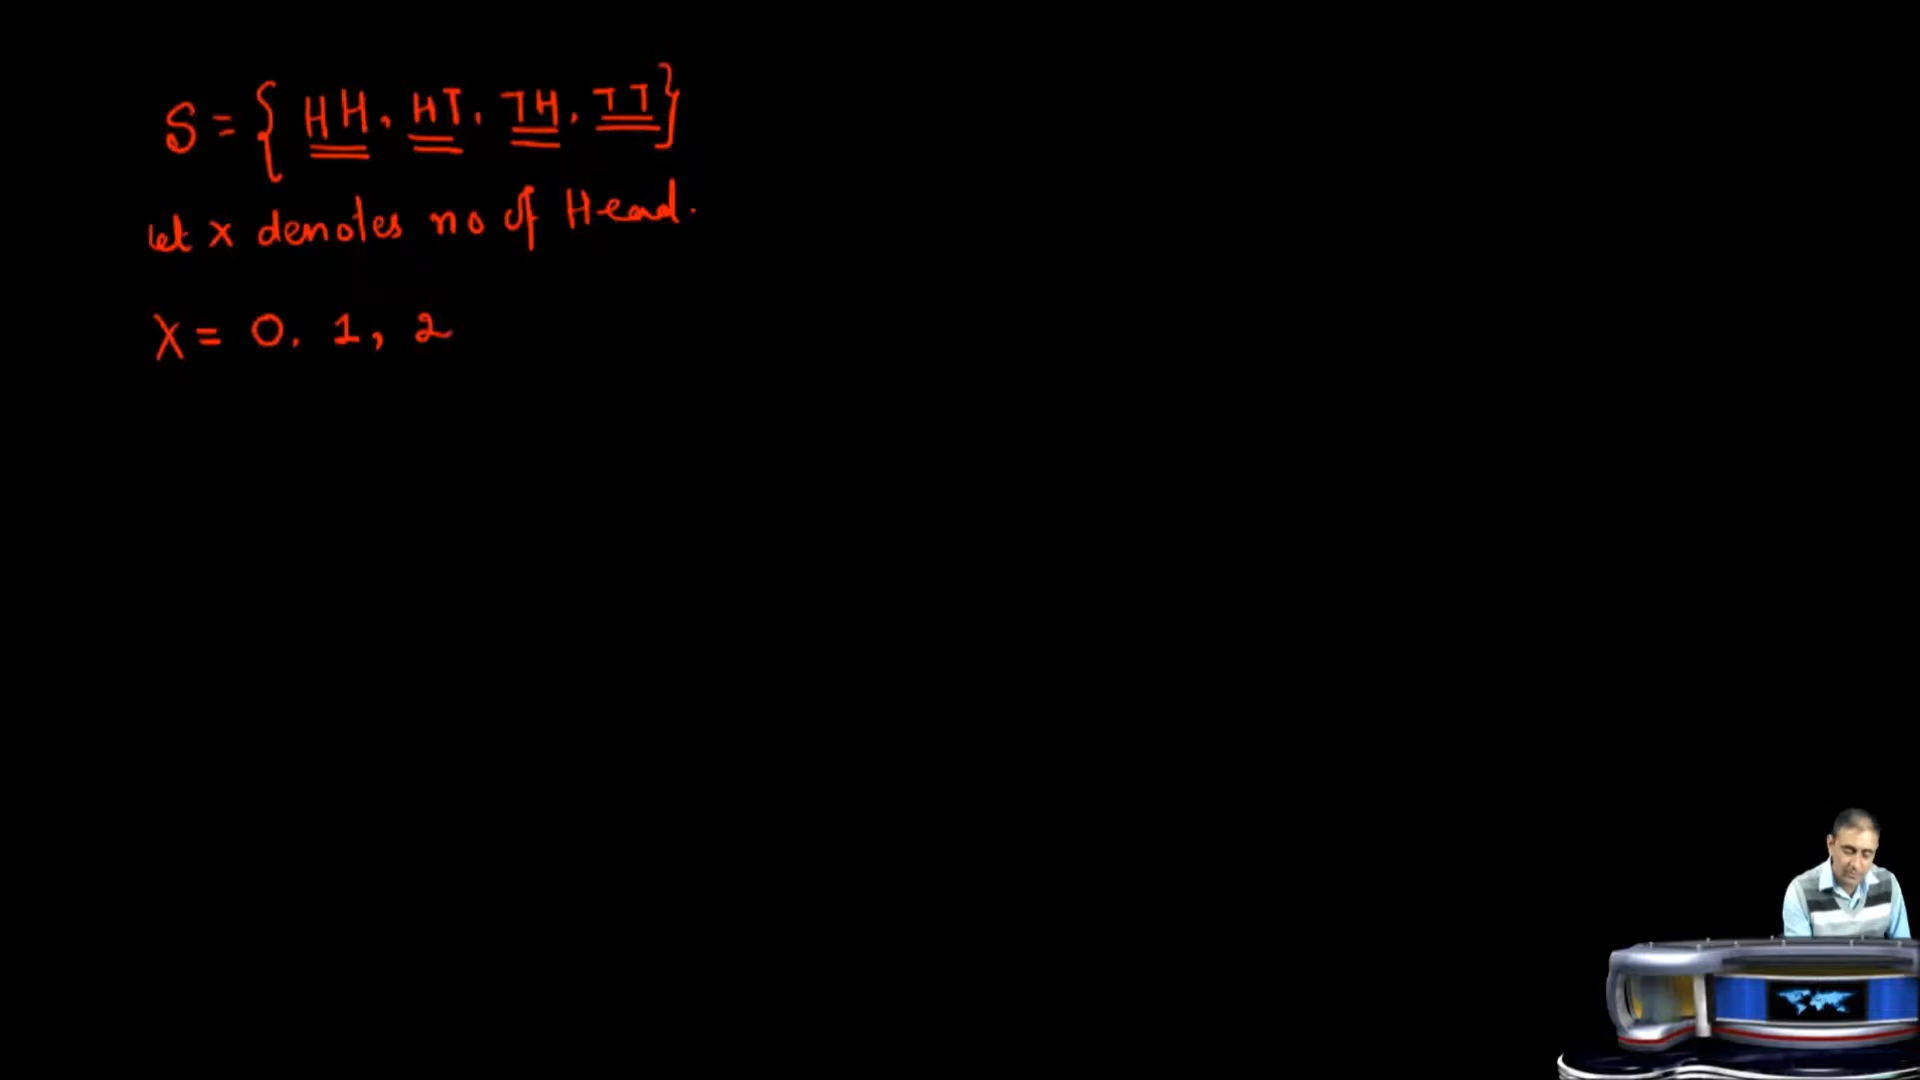 S = { HH, HT, TH, TT }
let x denotes no of Head.
X = 0, 1, 2